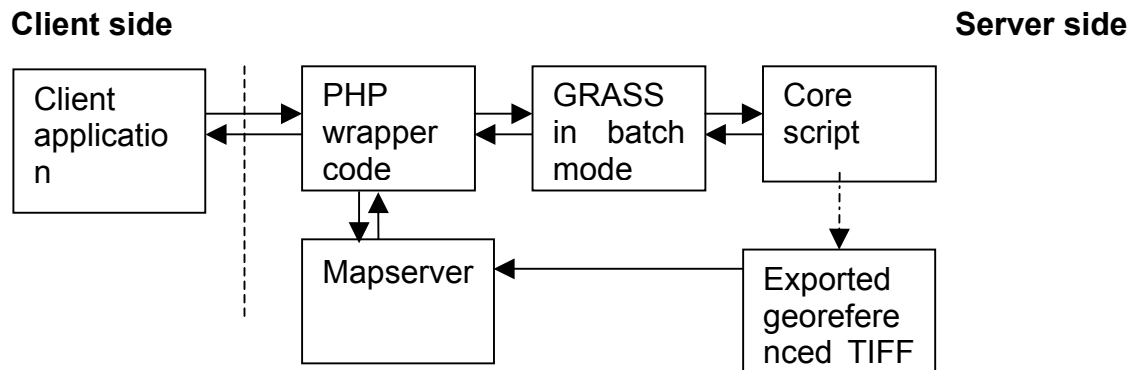 Client side
Server side
Client
applicatio
n
PHP
wrapper
code
GRASS
in batch
mode
Core
script
Mapserver
Exported
georefere
nced TIFF